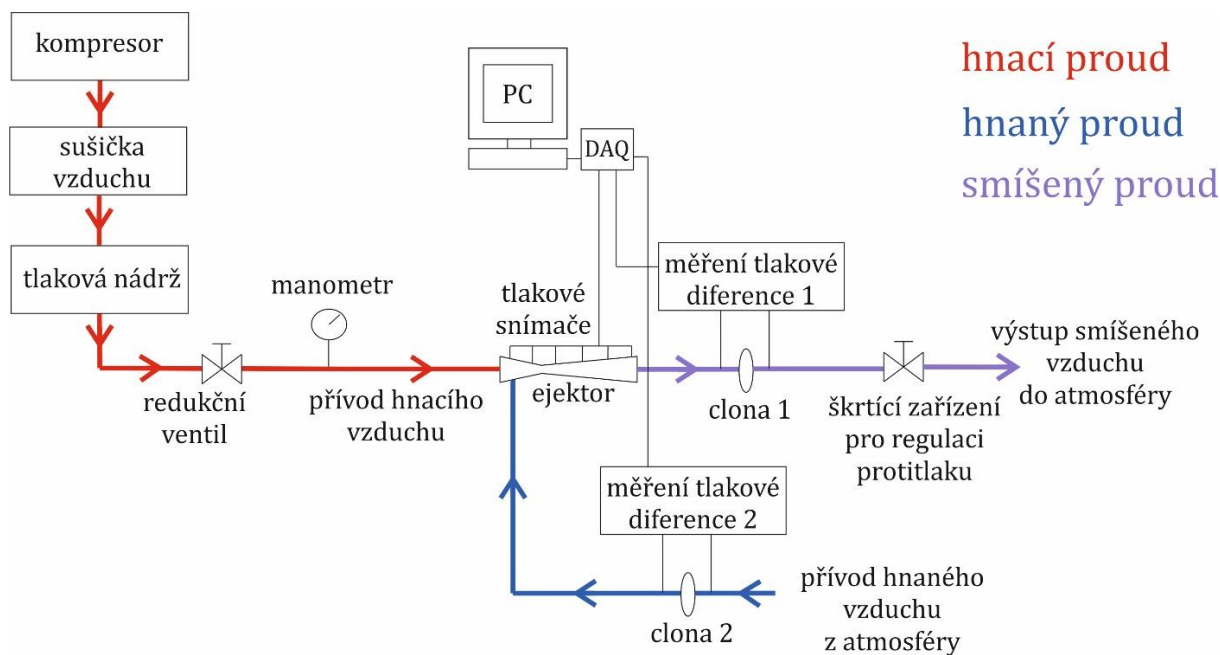 kompresor
sušička
vzduchu
tlaková nádrž
redukční
ventil
manometr
přívod hnacího
vzduchu
PC
DAQ
tlakové
snímače
ejektor
měření tlakové
diference 1
clona 1
škrtící zařízení
pro regulaci
protitlaku
výstup smíšeného
vzduchu
do atmosféry
měření tlakové
diference 2
clona 2
přívod hnaného
vzduchu
z atmosféry
hnací proud
hnaný proud
smíšený proud